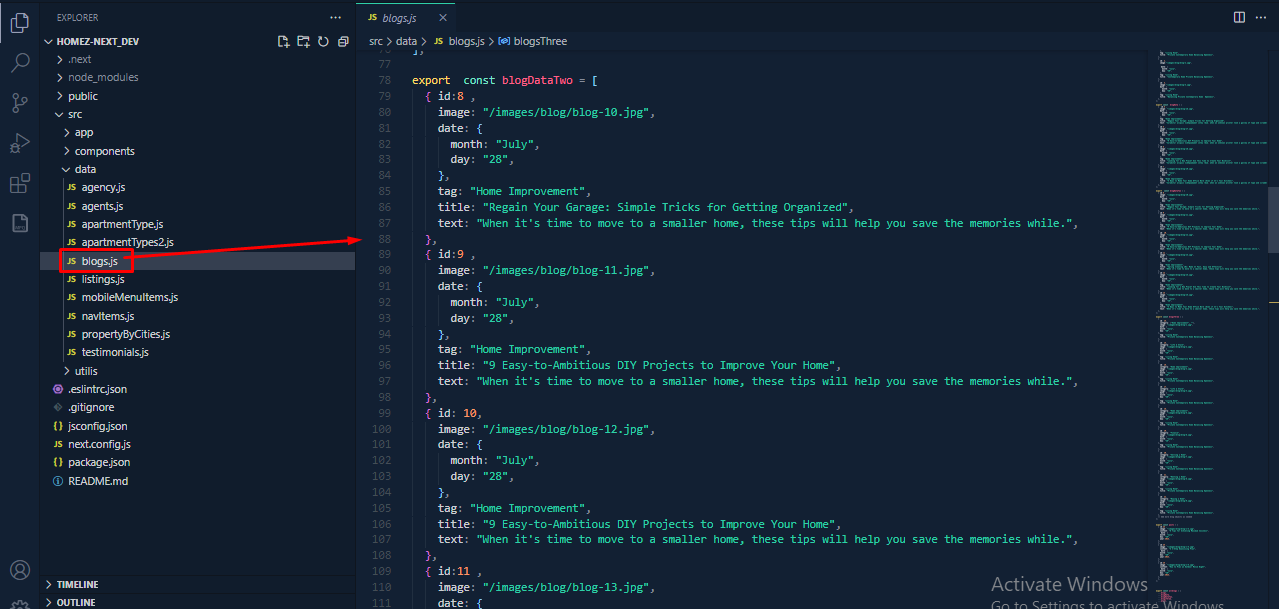 EXPLORER
HOMEZ-NEXT_DEV
.next
node_modules
public
src
app
components
data
JS agency.js
JS agents.js
JS apartmentType.js
JS apartmentTypes2.js
JS blogs.js
JS listings.js
JS mobileMenuItems.js
JS navItems.js
JS propertyByCities.js
JS testimonials.js
utilis
.eslintrc.json
.gitignore
{} jsconfig.json
JS next.config.js
{} package.json
README.md
TIMELINE
OUTLINE
JS blogs.js
src > data > JS blogs.js > blogsThree
76 ];
77
78 export  const blogDataTwo = [
79 { id:8 ,
80 image: "/images/blog/blog-10.jpg",
81 date: {
82 month: "July",
83 day: "28",
84 },
85 tag: "Home Improvement",
86 title: "Regain Your Garage: Simple Tricks for Getting Organized",
87 text: "When it's time to move to a smaller home, these tips will help you save the memories while.",
88 },
89 { id:9 ,
90 image: "/images/blog/blog-11.jpg",
91 date: {
92 month: "July",
93 day: "28",
94 },
95 tag: "Home Improvement",
96 title: "9 Easy-to-Ambitious DIY Projects to Improve Your Home",
97 text: "When it's time to move to a smaller home, these tips will help you save the memories while.",
98 },
99 { id: 10,
100 image: "/images/blog/blog-12.jpg",
101 date: {
102 month: "July",
103 day: "28",
104 },
105 tag: "Home Improvement",
106 title: "9 Easy-to-Ambitious DIY Projects to Improve Your Home",
107 text: "When it's time to move to a smaller home, these tips will help you save the memories while.",
108 },
109 { id:11 ,
110 image: "/images/blog/blog-13.jpg",
111 date: {
Activate Windows
Go to Settings to activate Windows.